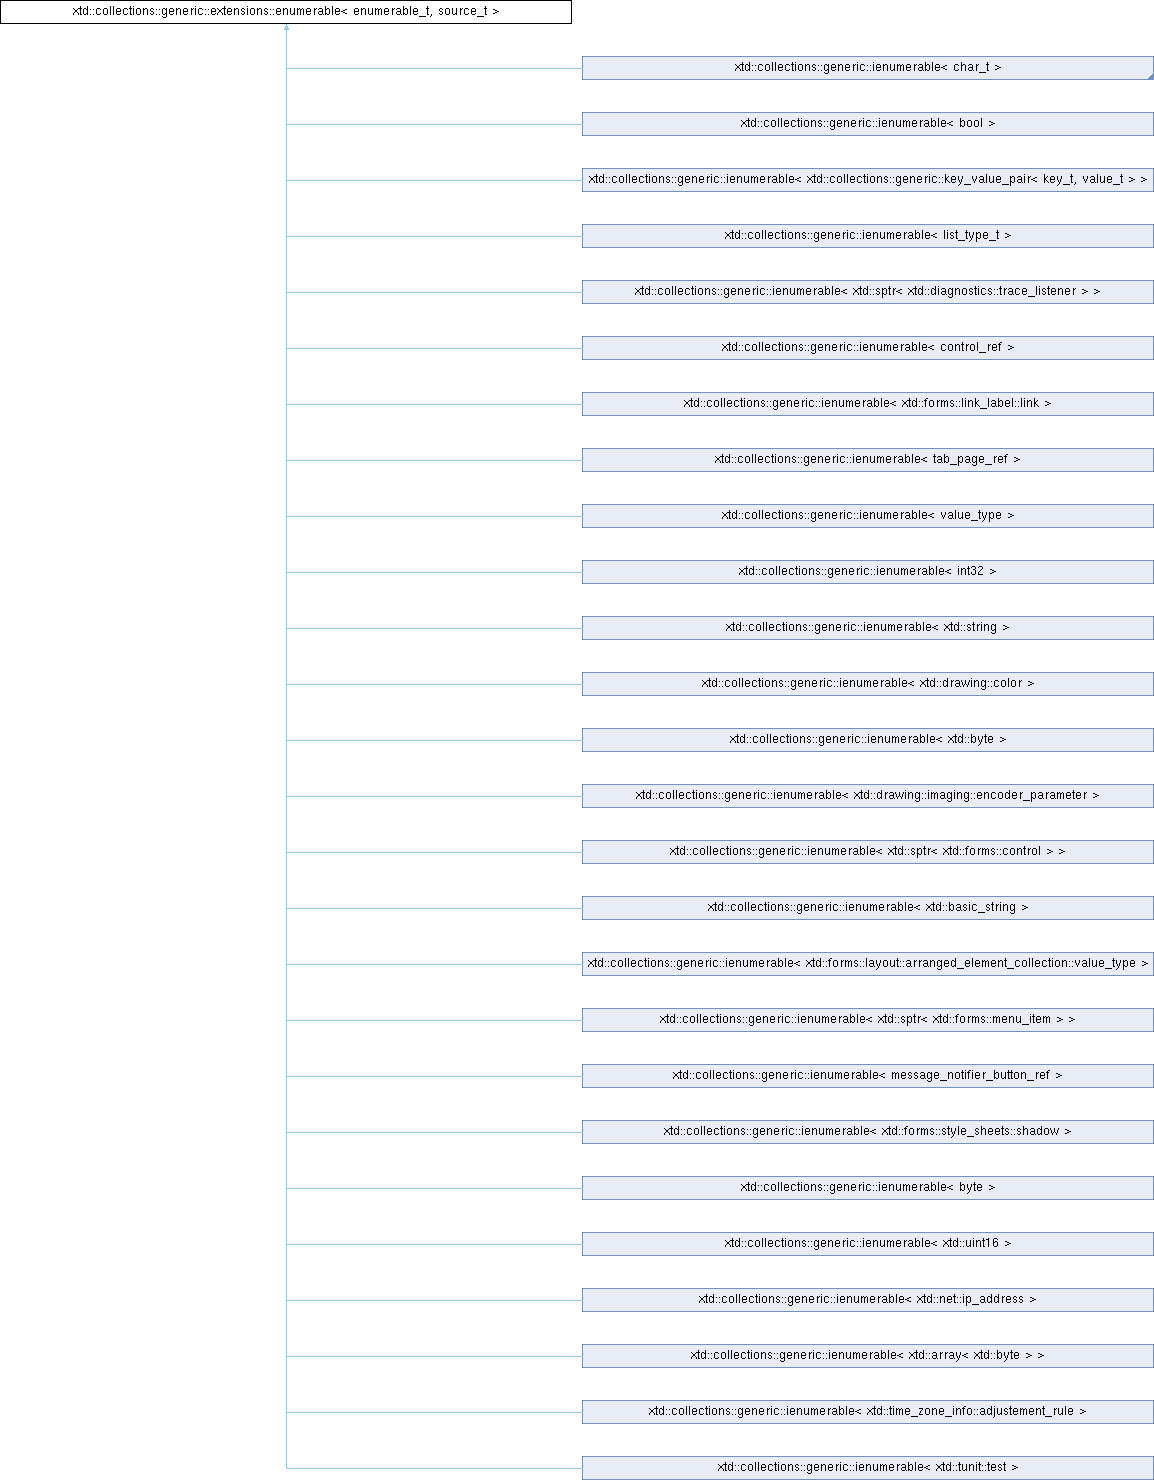 xtd::collections::generic::extensions::enumerable< enumerable_t, source_t >
xtd::collections::generic::ienumerable< char_t >
xtd::collections::generic::ienumerable< bool >
xtd::collections::generic::ienumerable< xtd::collections::generic::key_value_pair< key_t, value_t > >
xtd::collections::generic::ienumerable< list_type_t >
xtd::collections::generic::ienumerable< xtd::sptr< xtd::diagnostics::trace_listener > >
xtd::collections::generic::ienumerable< control_ref >
xtd::collections::generic::ienumerable< xtd::forms::link_label::link >
xtd::collections::generic::ienumerable< tab_page_ref >
xtd::collections::generic::ienumerable< value_type >
xtd::collections::generic::ienumerable< int32 >
xtd::collections::generic::ienumerable< xtd::string >
xtd::collections::generic::ienumerable< xtd::drawing::color >
xtd::collections::generic::ienumerable< xtd::byte >
xtd::collections::generic::ienumerable< xtd::drawing::imaging::encoder_parameter >
xtd::collections::generic::ienumerable< xtd::sptr< xtd::forms::control > >
xtd::collections::generic::ienumerable< xtd::basic_string >
xtd::collections::generic::ienumerable< xtd::forms::layout::arranged_element_collection::value_type >
xtd::collections::generic::ienumerable< xtd::sptr< xtd::forms::menu_item > >
xtd::collections::generic::ienumerable< message_notifier_button_ref >
xtd::collections::generic::ienumerable< xtd::forms::style_sheets::shadow >
xtd::collections::generic::ienumerable< byte >
xtd::collections::generic::ienumerable< xtd::uint16 >
xtd::collections::generic::ienumerable< xtd::net::ip_address >
xtd::collections::generic::ienumerable< xtd::array< xtd::byte > >
xtd::collections::generic::ienumerable< xtd::time_zone_info::adjustement_rule >
xtd::collections::generic::ienumerable< xtd::tunit::test >